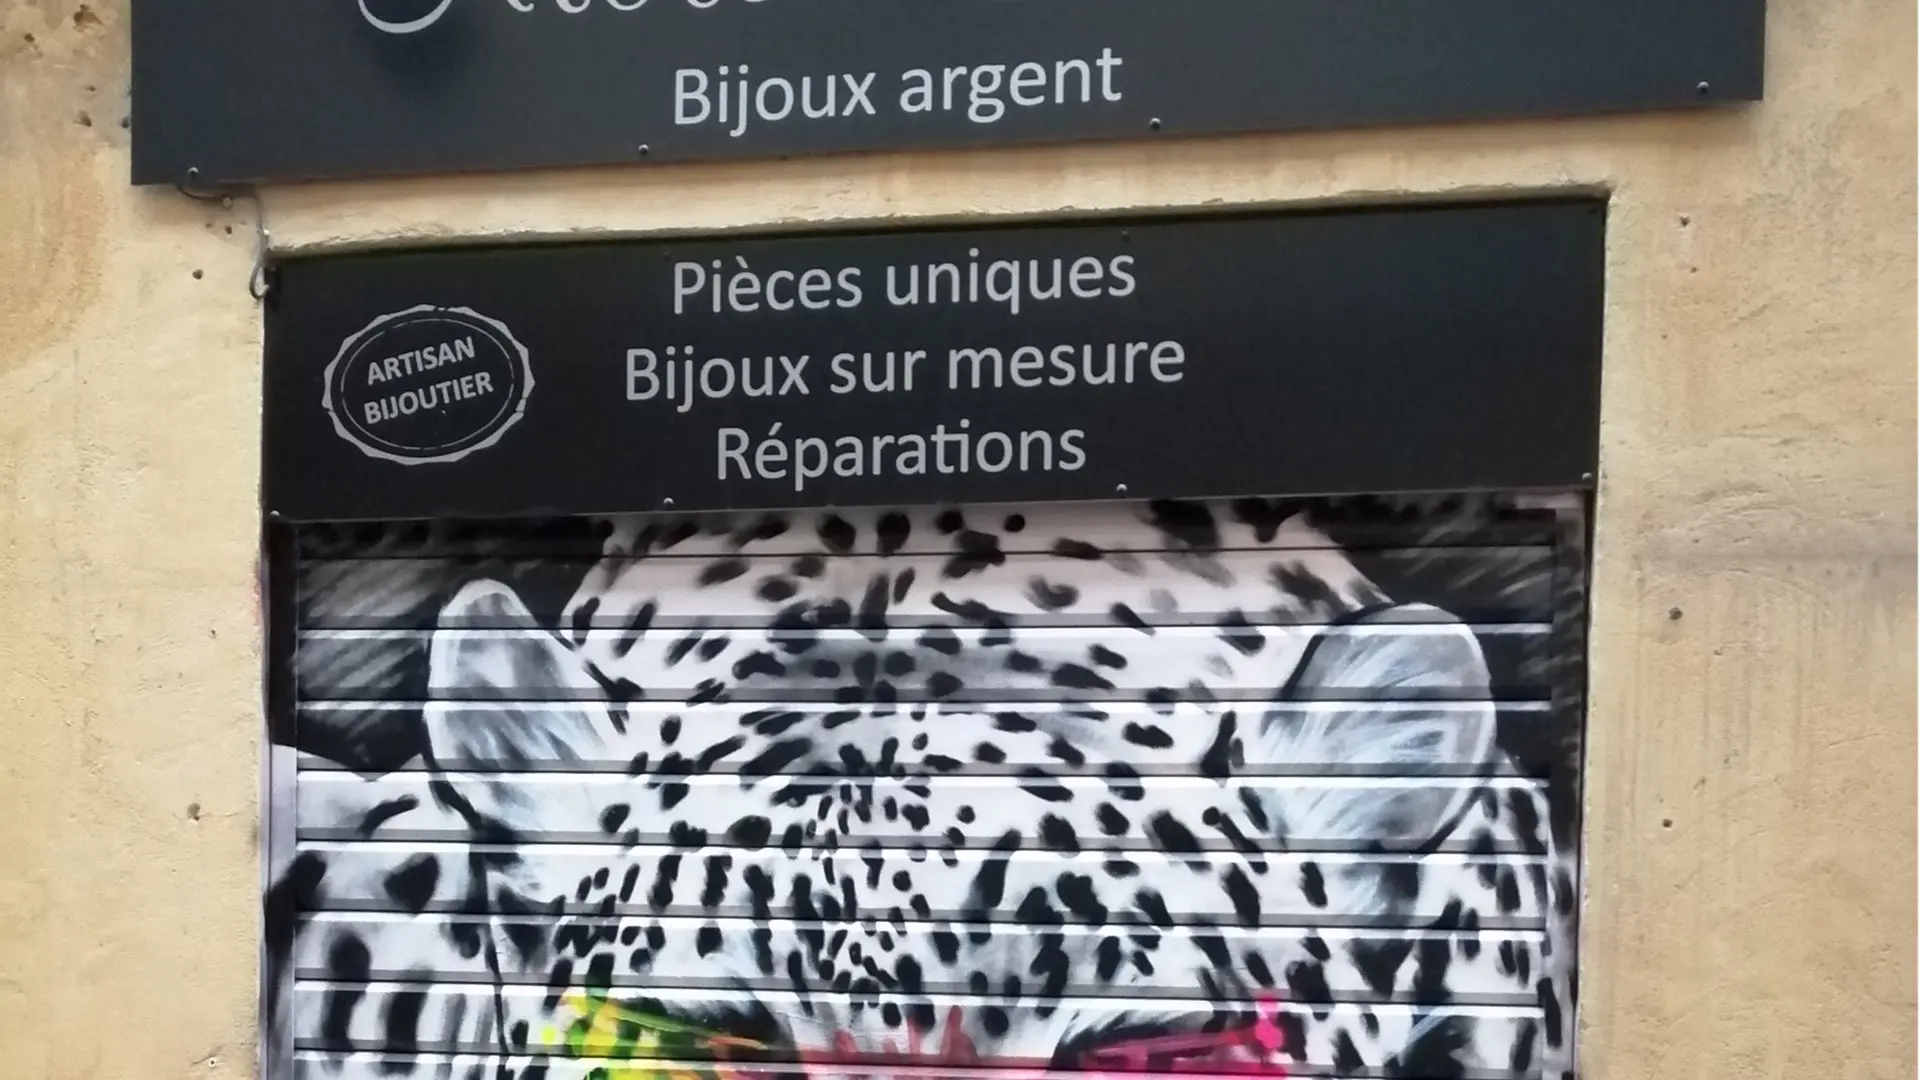 Bijoux argent
Pièces uniques
Bijoux sur mesure
Réparations
ARTISAN
BIJOUTIER